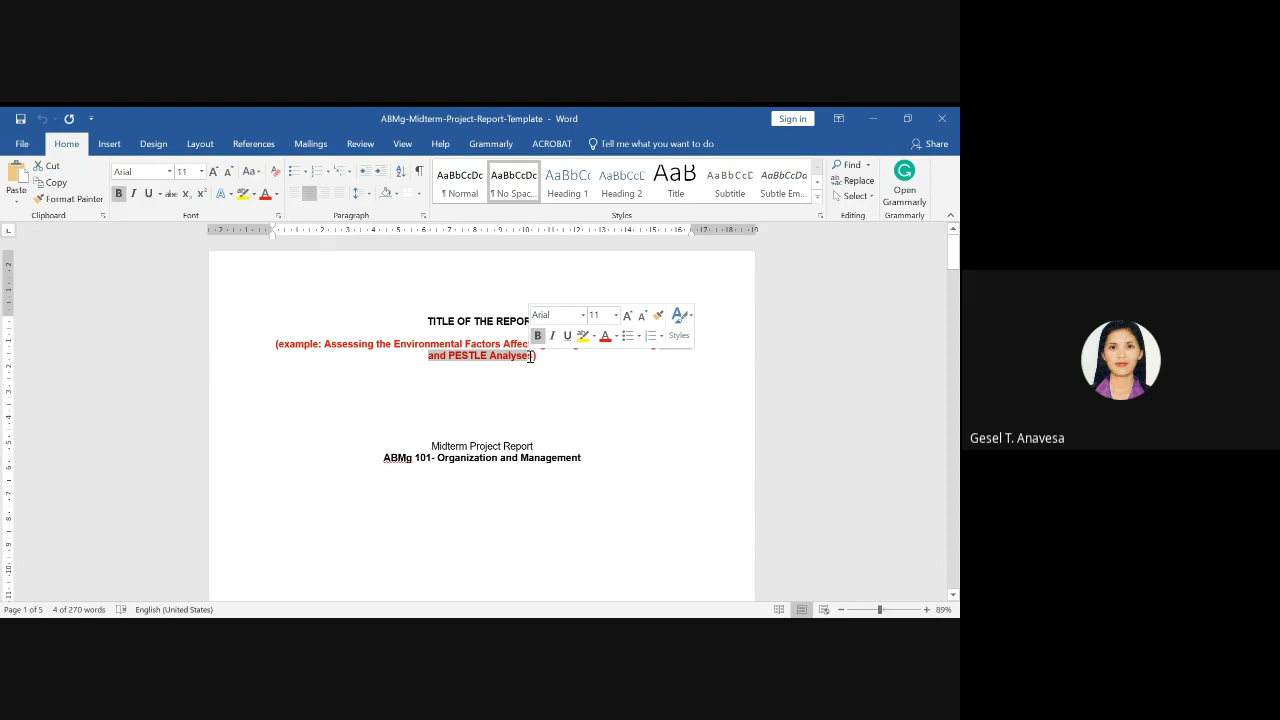 ABMg-Midterm-Project-Report-Template - Word
Sign in
File Home Insert Design Layout References Mailings Review View Help Grammarly ACROBAT Tell me what you want to do Share
Paste
Cut
Copy
Format Painter
Clipboard
Arial 11
Font
Paragraph
AaBbCcDc AaBbCcDc AaBbCc AaBbCcC AaB AaBbCcD AaBbCcDc
¶ Normal ¶ No Spac... Heading 1 Heading 2 Title Subtitle Subtle Em...
Styles
Find
Replace
Select
Editing
Open
Grammarly
Grammarly
TITLE OF THE REPOR
Arial 11
Styles
(example: Assessing the Environmental Factors Affec
and PESTLE Analyses)
Midterm Project Report
ABMg 101- Organization and Management
Page 1 of 5 4 of 270 words English (United States) 89%
Gesel T. Anavesa